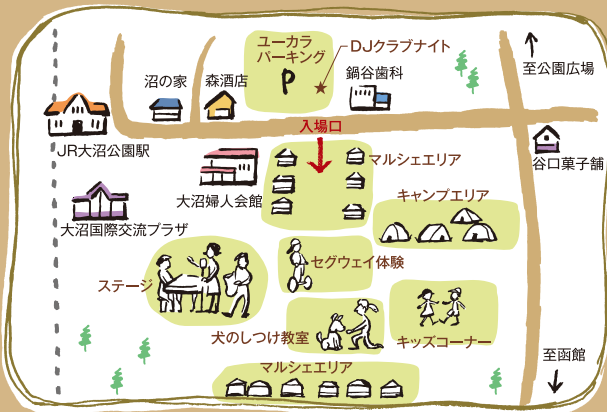 ユーカラ
パーキング
P
★DJクラブナイト
至公園広場
沼の家
森酒店
鍋谷歯科
入場口
JR大沼公園駅
谷口菓子舗
マルシェエリア
大沼婦人会館
キャンプエリア
大沼国際交流プラザ
セグウェイ体験
ステージ
犬のしつけ教室
キッズコーナー
至函館
マルシェエリア